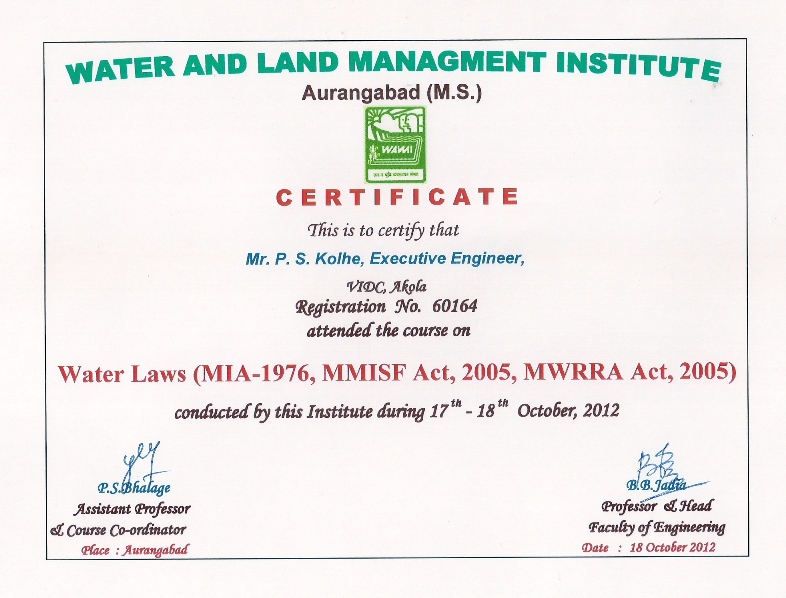 WATER AND LAND MANAGMENT INSTITUTE
Aurangabad (M.S.)
WALMI
CERTIFICATE
This is to certify that
Mr. P. S. Kolhe, Executive Engineer,
VIDC, Akola
Registration No. 60164
attended the course on
Water Laws (MIA-1976, MMISF Act, 2005, MWRRA Act, 2005)
conducted by this Institute during 17th - 18th October, 2012
P.S.Bhalage
Assistant Professor
& Course Co-ordinator
Place : Aurangabad
B.B.Jadia
Professor & Head
Faculty of Engineering
Date : 18 October 2012